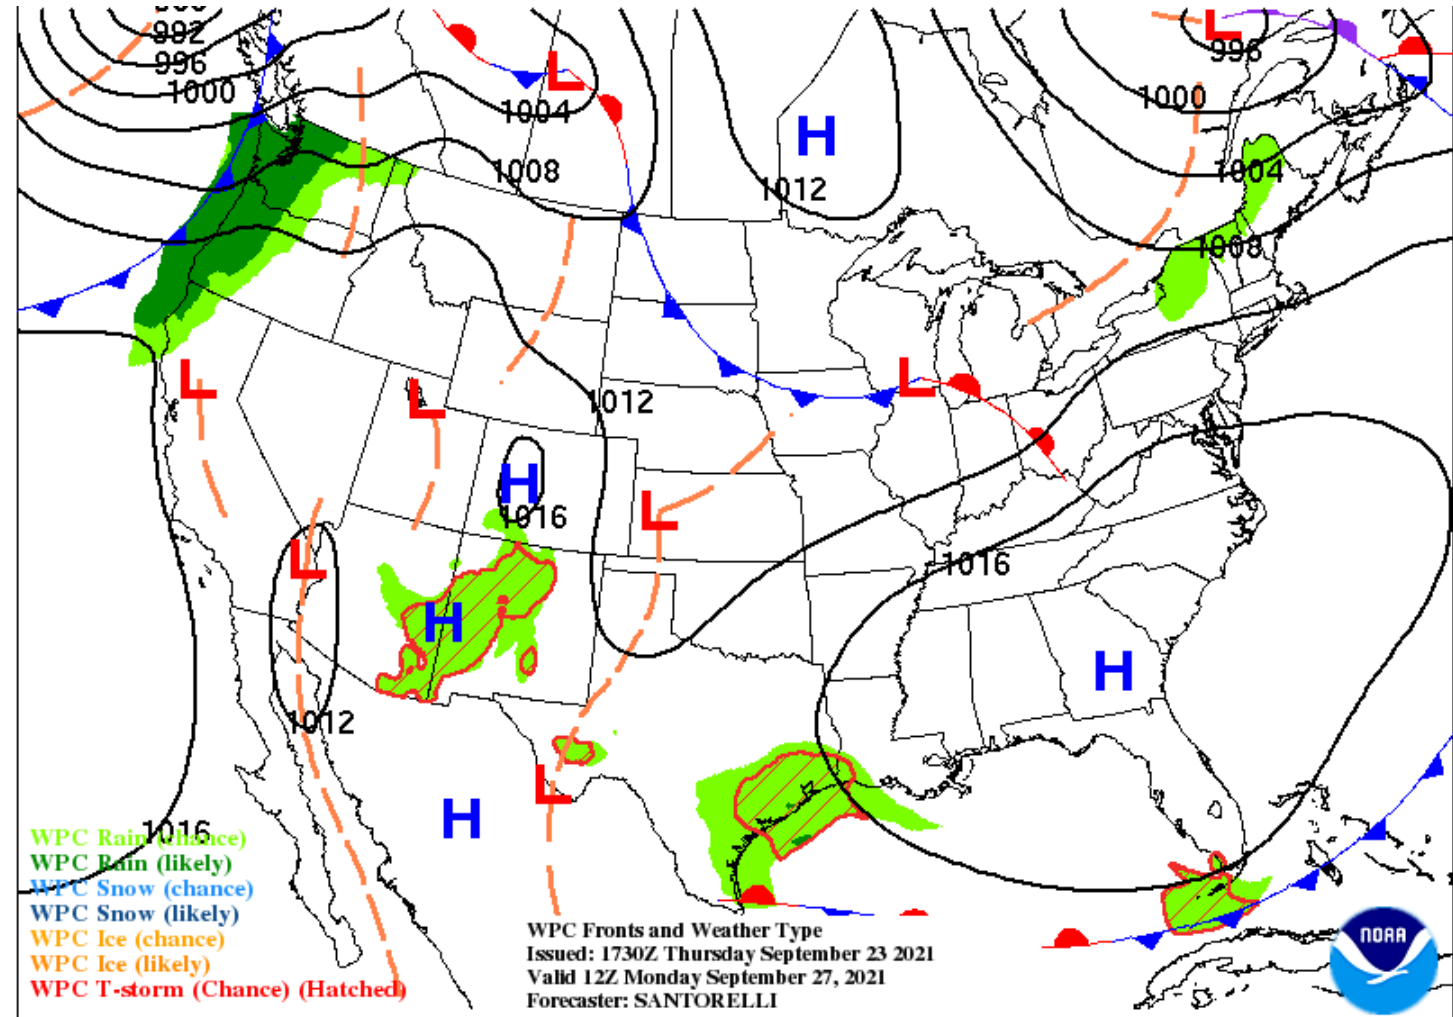 992
996
1000
1004
1008
1012
H
L
L
996
1000
1004
1008
L
L
1012
L
H
1016
L
L
1016
H
H
1012
L
H
1016
WPC Rain (chance)
WPC Rain (likely)
WPC Snow (chance)
WPC Snow (likely)
WPC Ice (chance)
WPC Ice (likely)
WPC T-storm (Chance) (Hatched)
WPC Fronts and Weather Type
Issued: 1730Z Thursday September 23 2021
Valid 12Z Monday September 27, 2021
Forecaster: SANTORELLI
NOAA